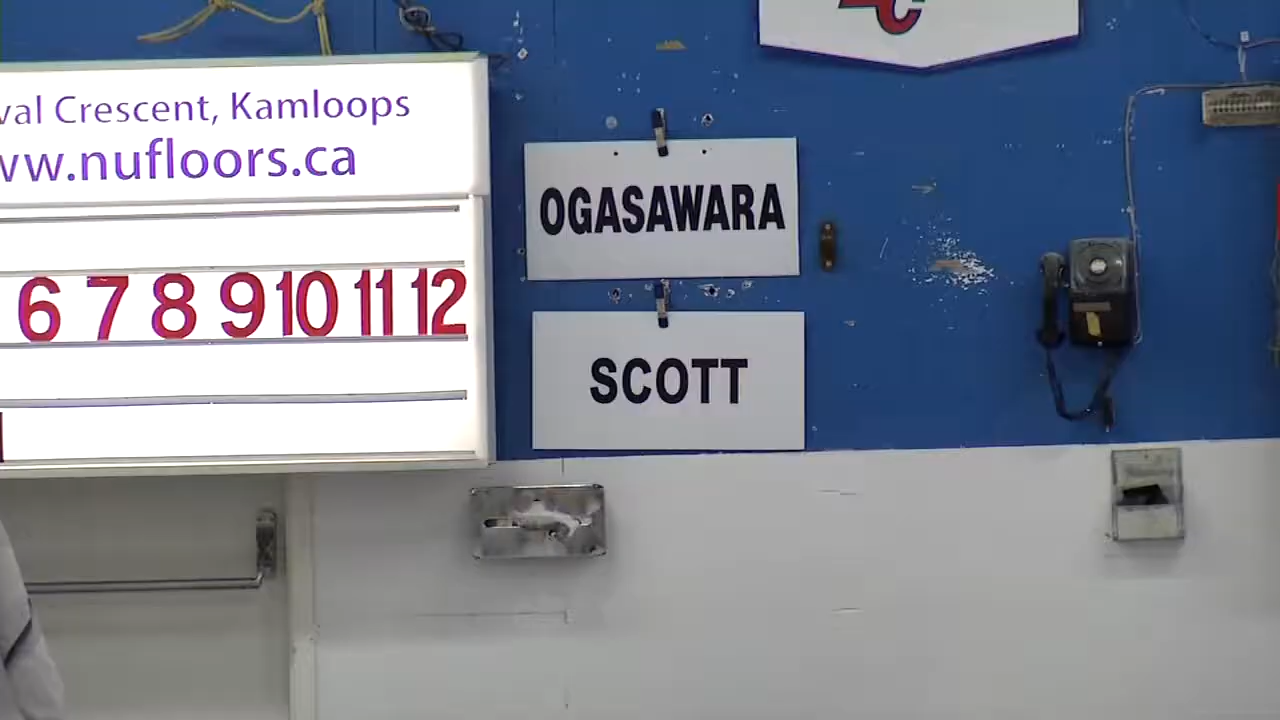 val Crescent, Kamloops
ww.nufloors.ca
6 7 8 9 10 11 12
OGASAWARA
SCOTT